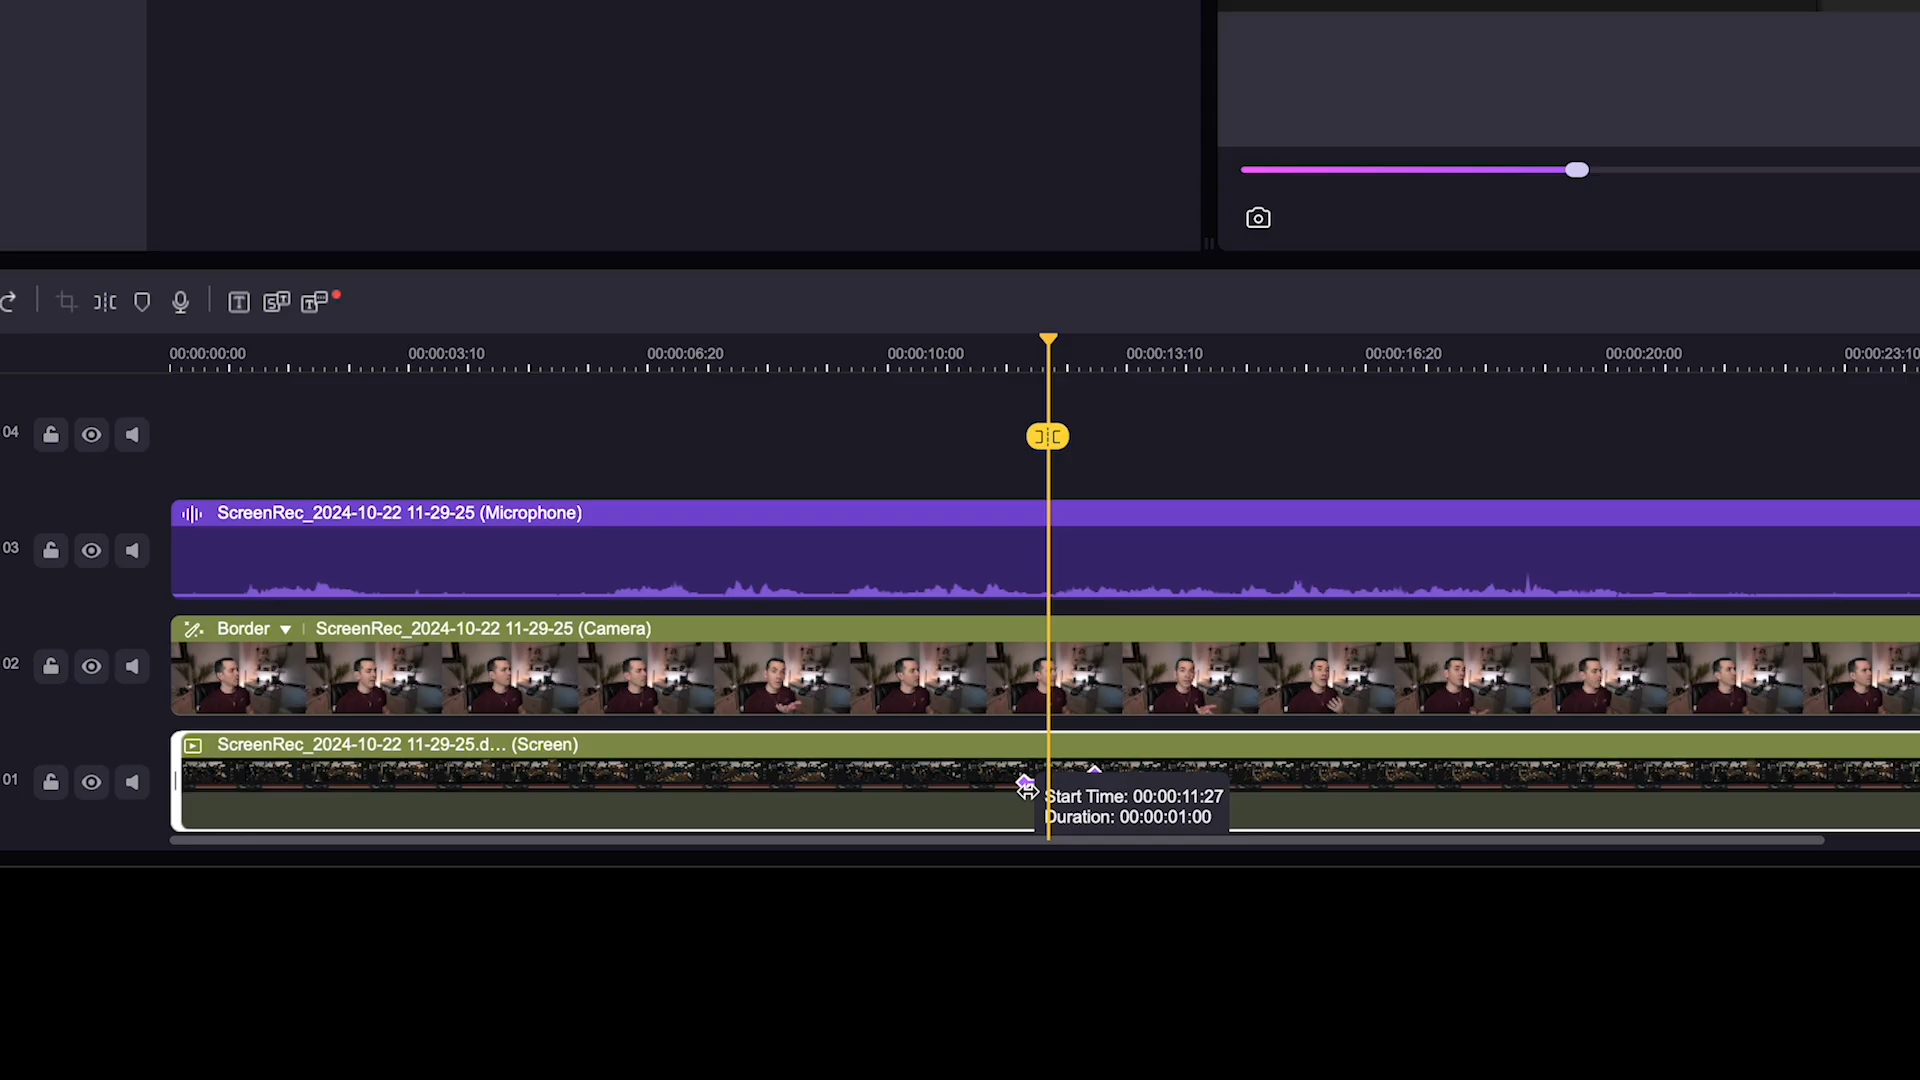 00:00:00:00 00:00:03:10 00:00:06:20 00:00:10:00 00:00:13:10 00:00:16:20 00:00:20:00 00:00:23:10
04
ScreenRec_2024-10-22 11-29-25 (Microphone)
03
Border ScreenRec_2024-10-22 11-29-25 (Camera)
02
ScreenRec_2024-10-22 11-29-25.d... (Screen)
01
Start Time: 00:00:11:27
Duration: 00:00:01:00